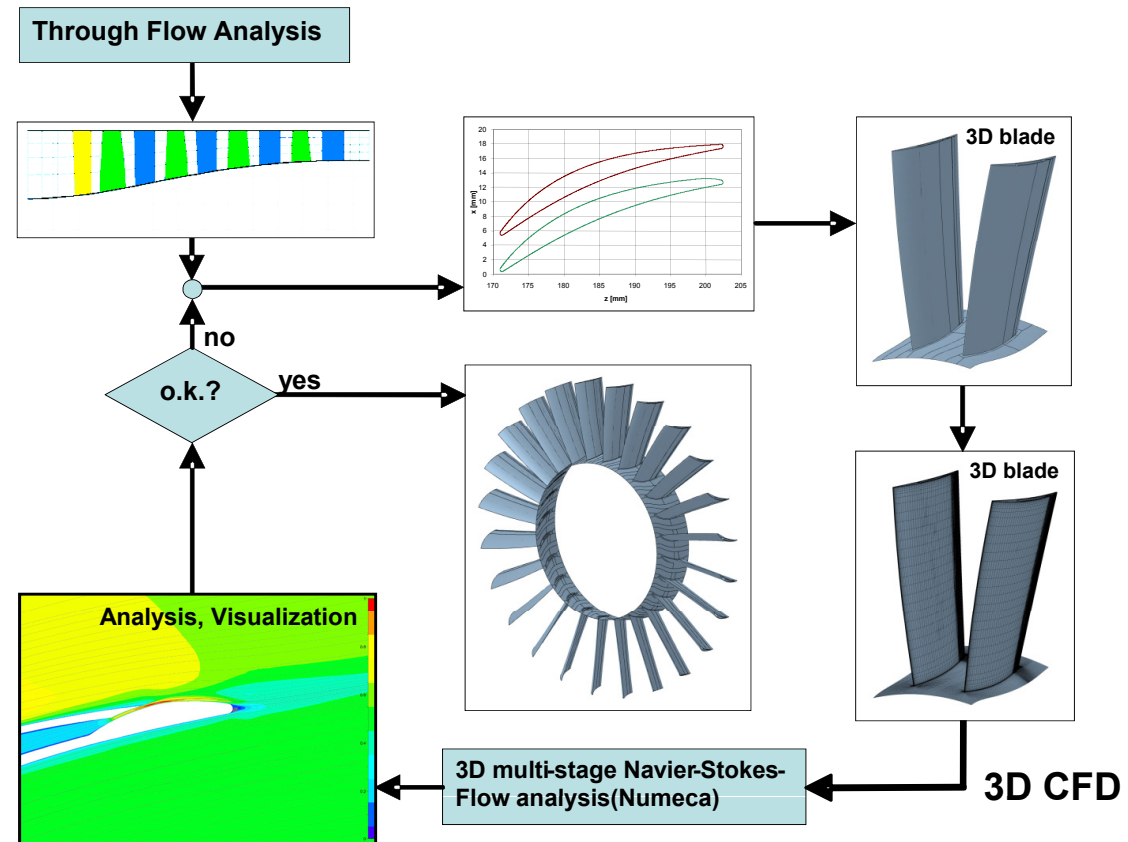 Through Flow Analysis
20
18
16
14
12
10
8
6
4
2
0
x [mm]
170
175
180
185
190
195
200
205
z [mm]
3D blade
no
o.k.?
yes
3D blade
Analysis, Visualization
3D multi-stage Navier-Stokes-
Flow analysis(Numeca)
3D CFD